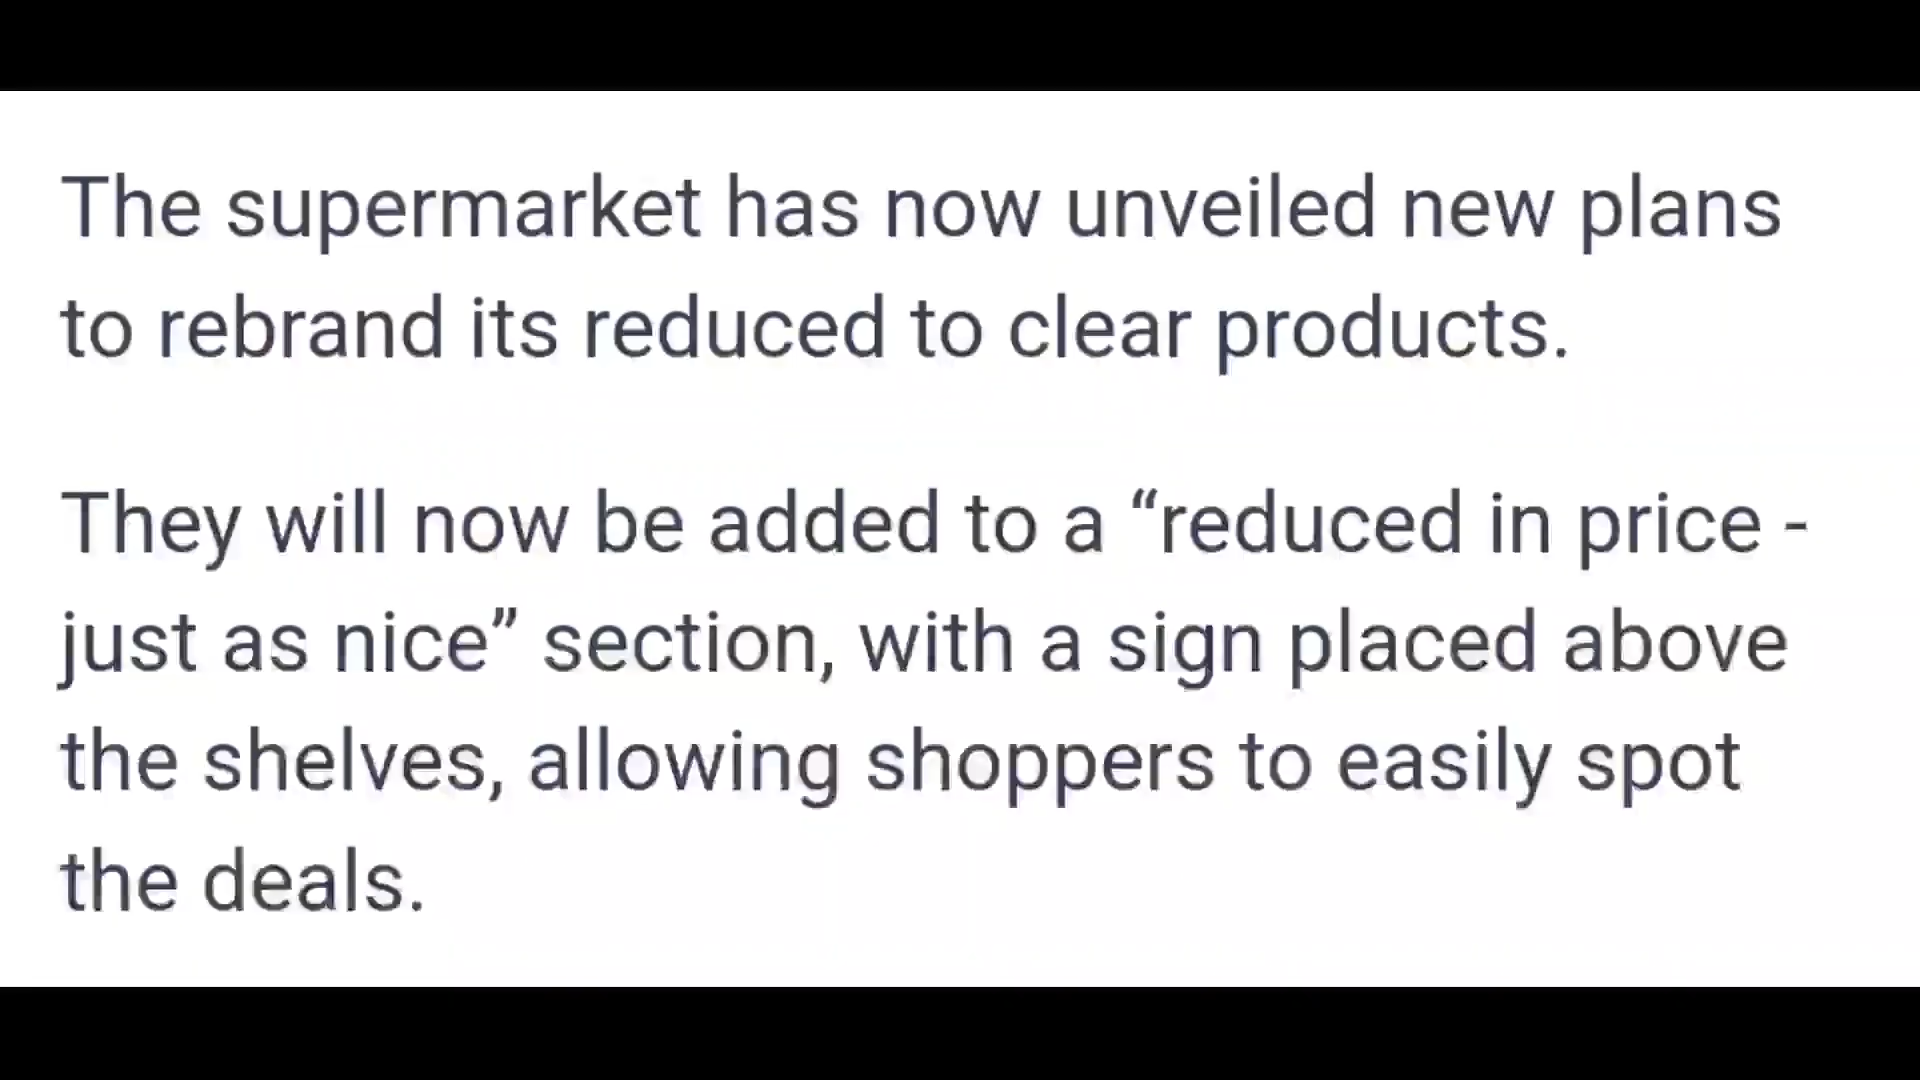 The supermarket has now unveiled new plans
to rebrand its reduced to clear products.
They will now be added to a “reduced in price -
just as nice” section, with a sign placed above
the shelves, allowing shoppers to easily spot
the deals.